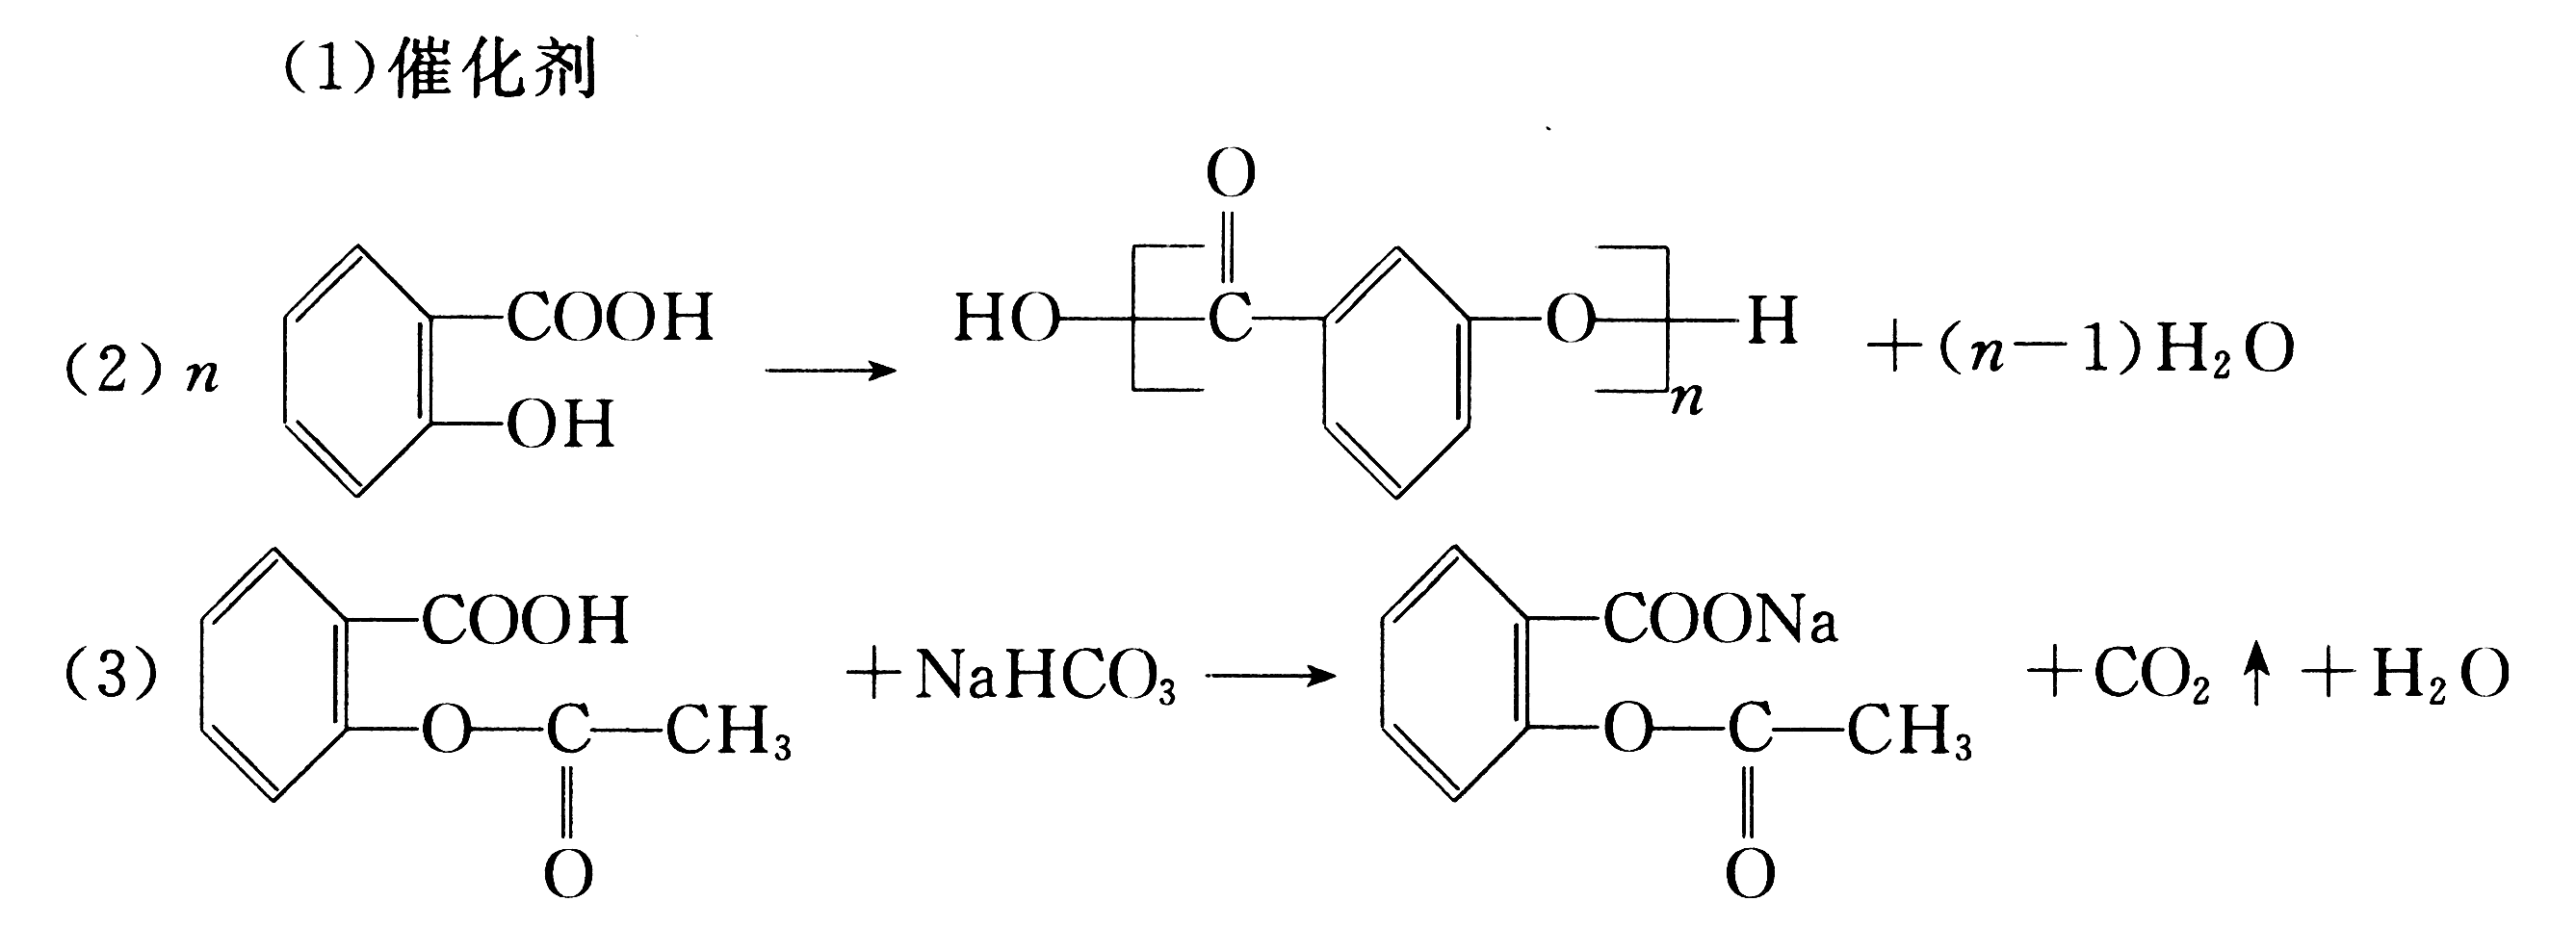 (1)催化剂
O
(2)n COOH OH → HO C O H n +(n−1)H₂O
(3) COOH O C CH₃ O +NaHCO₃ → COONa O C CH₃ O +CO₂↑+H₂O